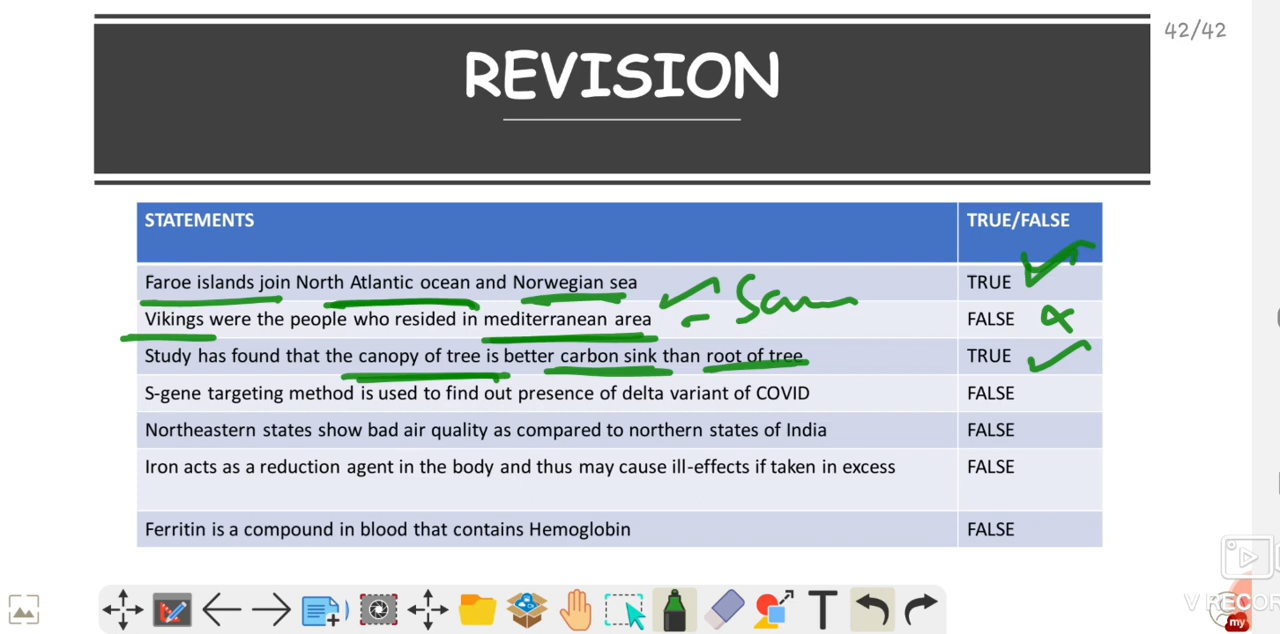 42/42
REVISION
STATEMENTS TRUE/FALSE
Faroe islands join North Atlantic ocean and Norwegian sea TRUE
Vikings were the people who resided in mediterranean area FALSE
Study has found that the canopy of tree is better carbon sink than root of tree TRUE
S-gene targeting method is used to find out presence of delta variant of COVID FALSE
Northeastern states show bad air quality as compared to northern states of India FALSE
Iron acts as a reduction agent in the body and thus may cause ill-effects if taken in excess FALSE
Ferritin is a compound in blood that contains Hemoglobin FALSE
T
V RECOR
my